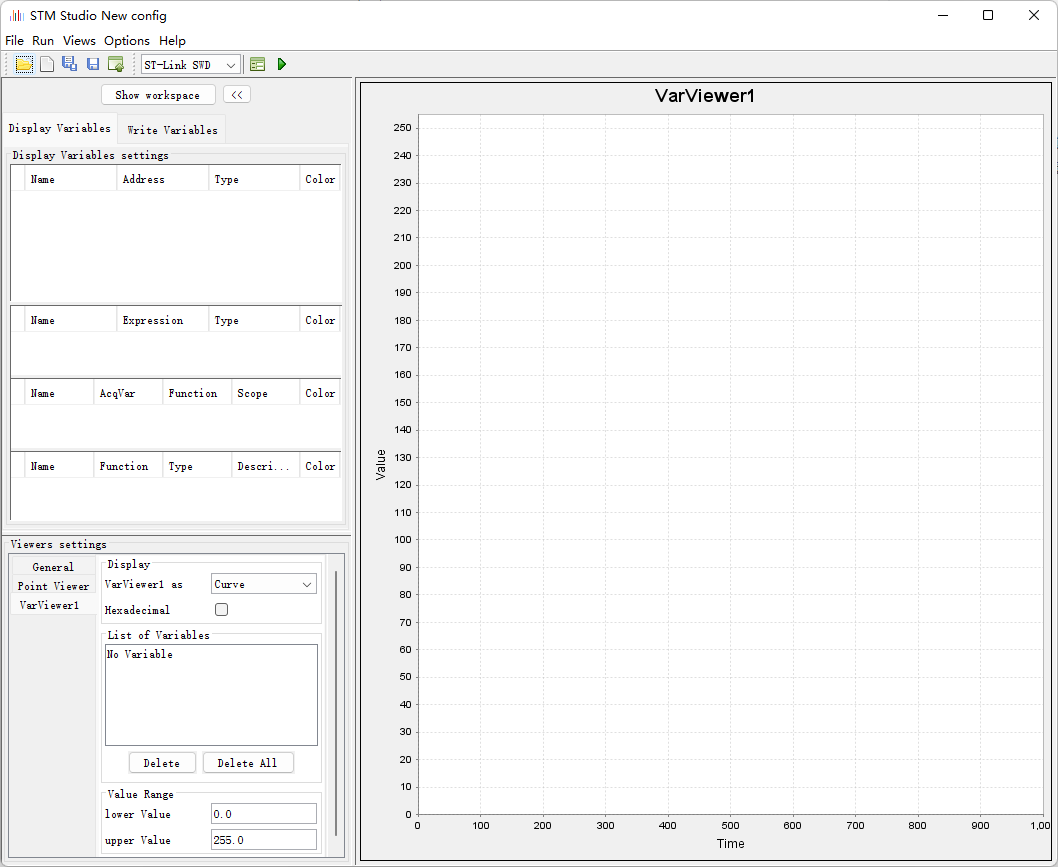 STM Studio New config
File Run Views Options Help
ST-Link SWD
Show workspace <<
Display Variables Write Variables
Display Variables settings
Name Address Type Color
Name Expression Type Color
Name AcqVar Function Scope Color
Name Function Type Descri... Color
Viewers settings
General
Point Viewer
VarViewer1
Display
VarViewer1 as Curve
Hexadecimal
List of Variables
No Variable
Delete Delete All
Value Range
lower Value 0.0
upper Value 255.0
VarViewer1
250
240
230
220
210
200
190
180
170
160
150
140
130
120
110
100
90
80
70
60
50
40
30
20
10
0
Value
0 100 200 300 400 500 600 700 800 900 1,00
Time